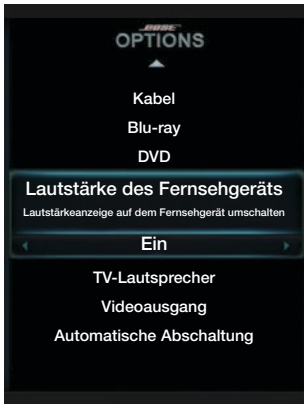 BOSE
OPTIONS
Kabel
Blu-ray
DVD
Lautstärke des Fernsehgeräts
Lautstärkeanzeige auf dem Fernsehgerät umschalten
Ein
TV-Lautsprecher
Videoausgang
Automatische Abschaltung